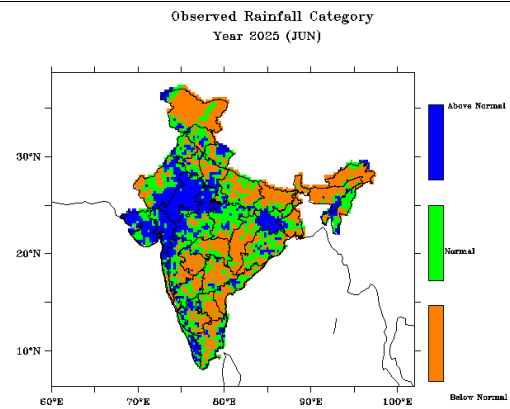 Observed Rainfall Category
Year 2025 (JUN)
Above Normal
30°N
Normal
20°N
10°N
Below Normal
60°E 70°E 80°E 90°E 100°E